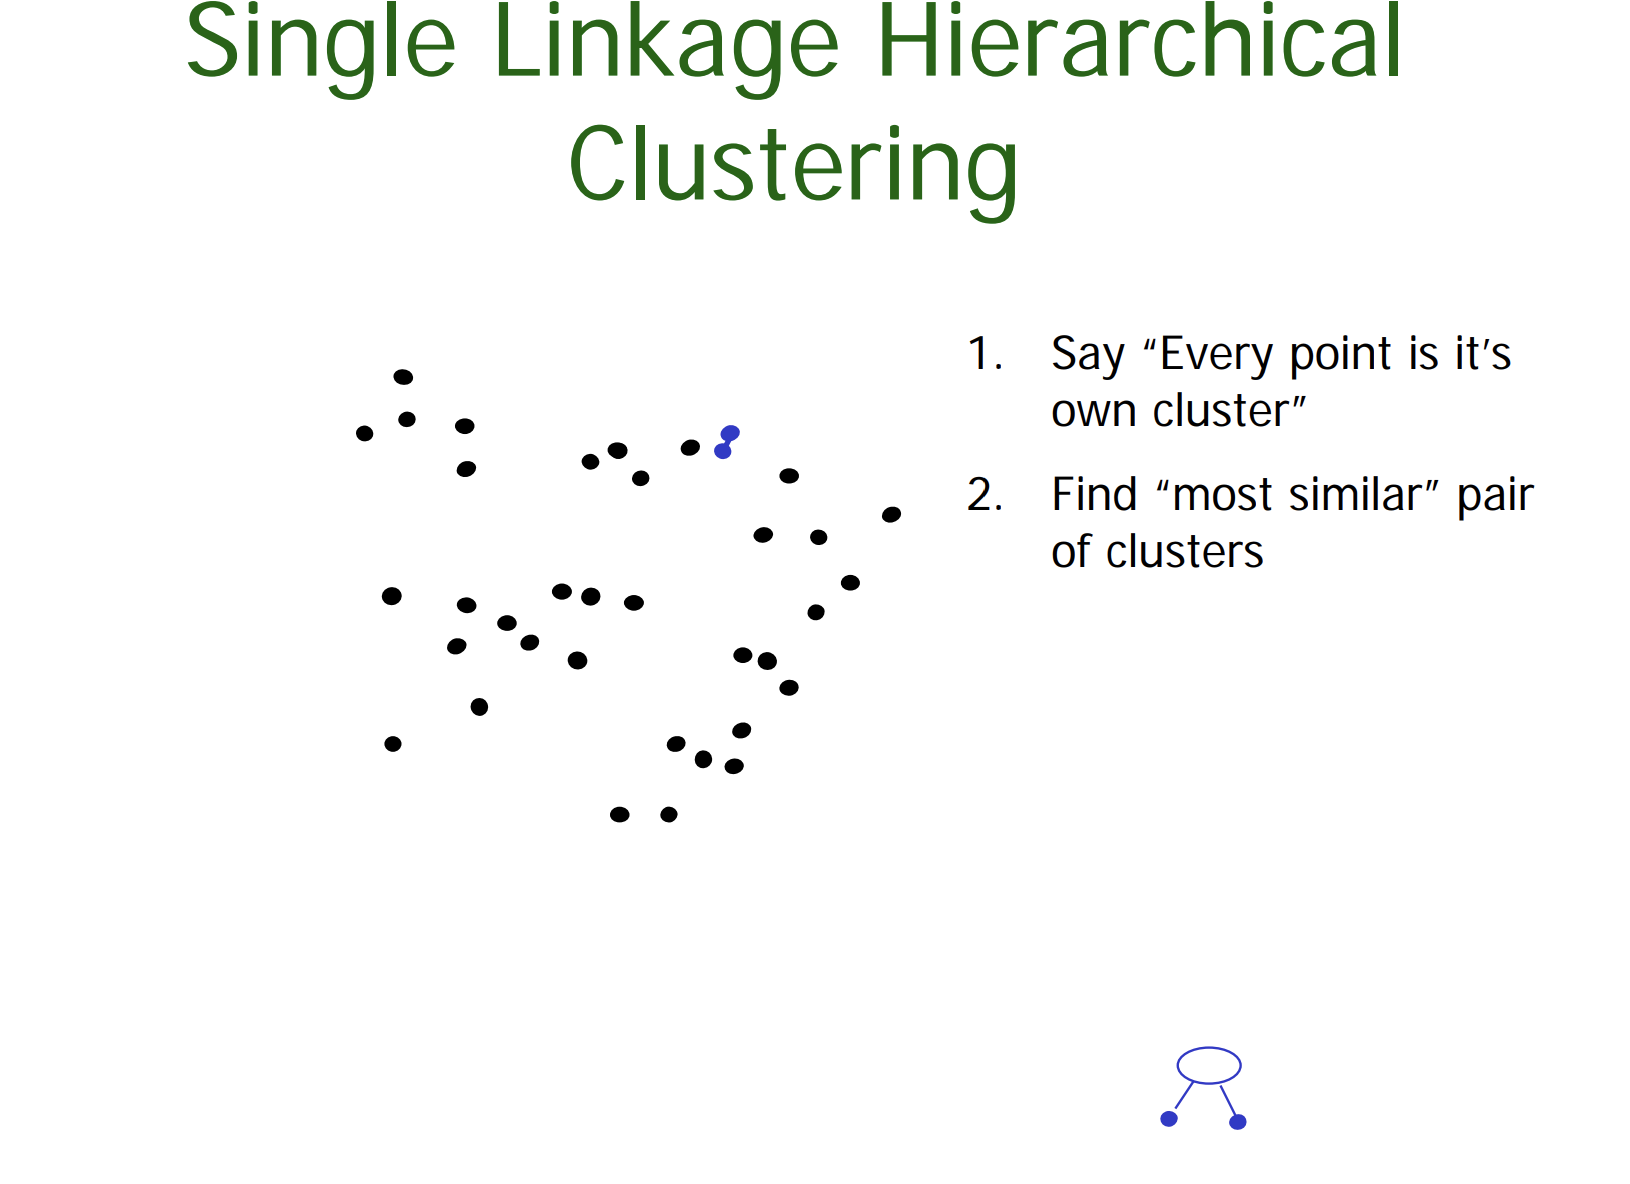 Single Linkage Hierarchical
Clustering
1. Say “Every point is it’s
own cluster”
2. Find “most similar” pair
of clusters